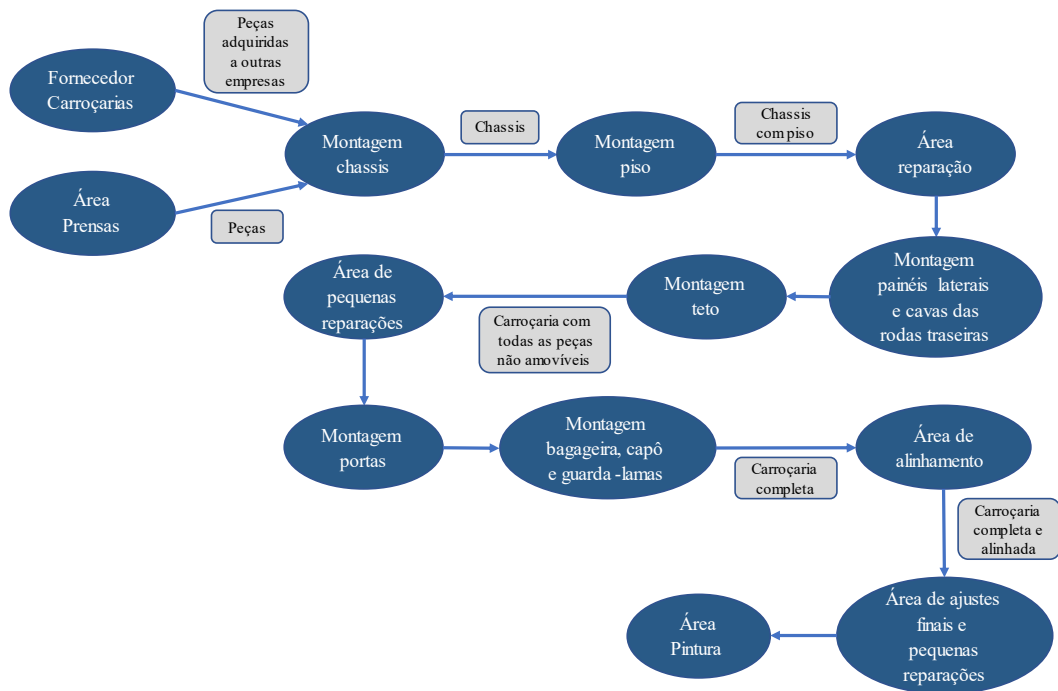 Peças
adquiridas
a outras
empresas
Fornecedor
Carroçarias
Chassis
Chassis
com piso
Montagem
chassis
Montagem
piso
Área
reparação
Área
Prensas
Peças
Área de
pequenas
reparações
Montagem
teto
Montagem
painéis laterais
e cavas das
rodas traseiras
Carroçaria com
todas as peças
não amovíveis
Montagem
portas
Montagem
bagageira, capô
e guarda -lamas
Área de
alinhamento
Carroçaria
completa
Carroçaria
completa e
alinhada
Área
Pintura
Área de ajustes
finais e
pequenas
reparações